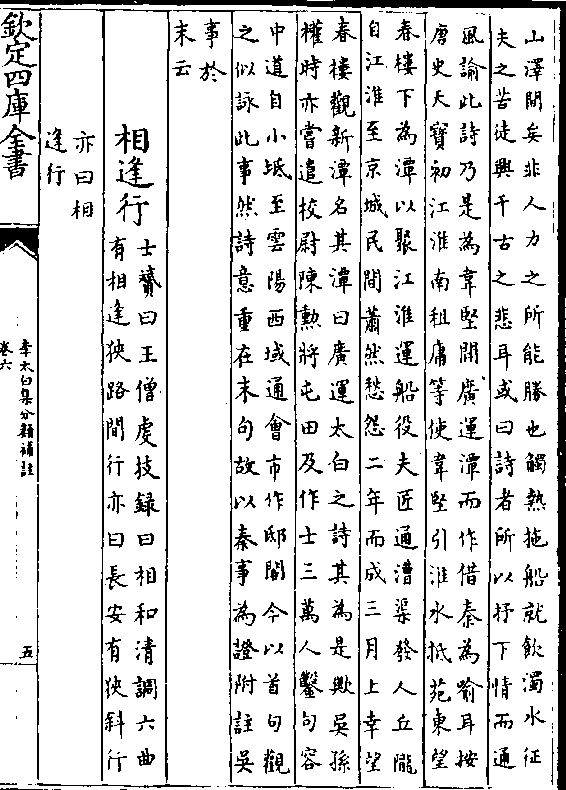 山澤間妄非人力之所能勝也觸熱拖船就飲濁水征
夫之苦徒興千古之悲耳或曰詩者所以抒下情而通
風諭此詩乃是為韋堅開廣運潭而作借秦為喻耳按
唐史天寶初江淮南租庸等使韋堅引滻水抵苑東望
春樓下為潭以聚江淮運船役夫匠通漕渠發人丘隴
自江淮至京城民間蕭然愁怨二年而成三月上幸望
春樓觀新潭名其潭曰廣運太白之詩其為是歟吳孫
權時亦嘗遣校尉陳勲將屯田及作士三萬人鑿句容
中道自小坻至雲陽西城通會市作邸閣今以首句觀
之似詠此事然詩意重在末句故以秦事為證附註吳
事於
末云
相逢行
士贇曰王僧虔技録曰相和清調六曲
有相逢狹路間行亦曰長安有狹斜行
亦曰相
逢行
欽定四庫全書
李太白集分類補註
卷六
五